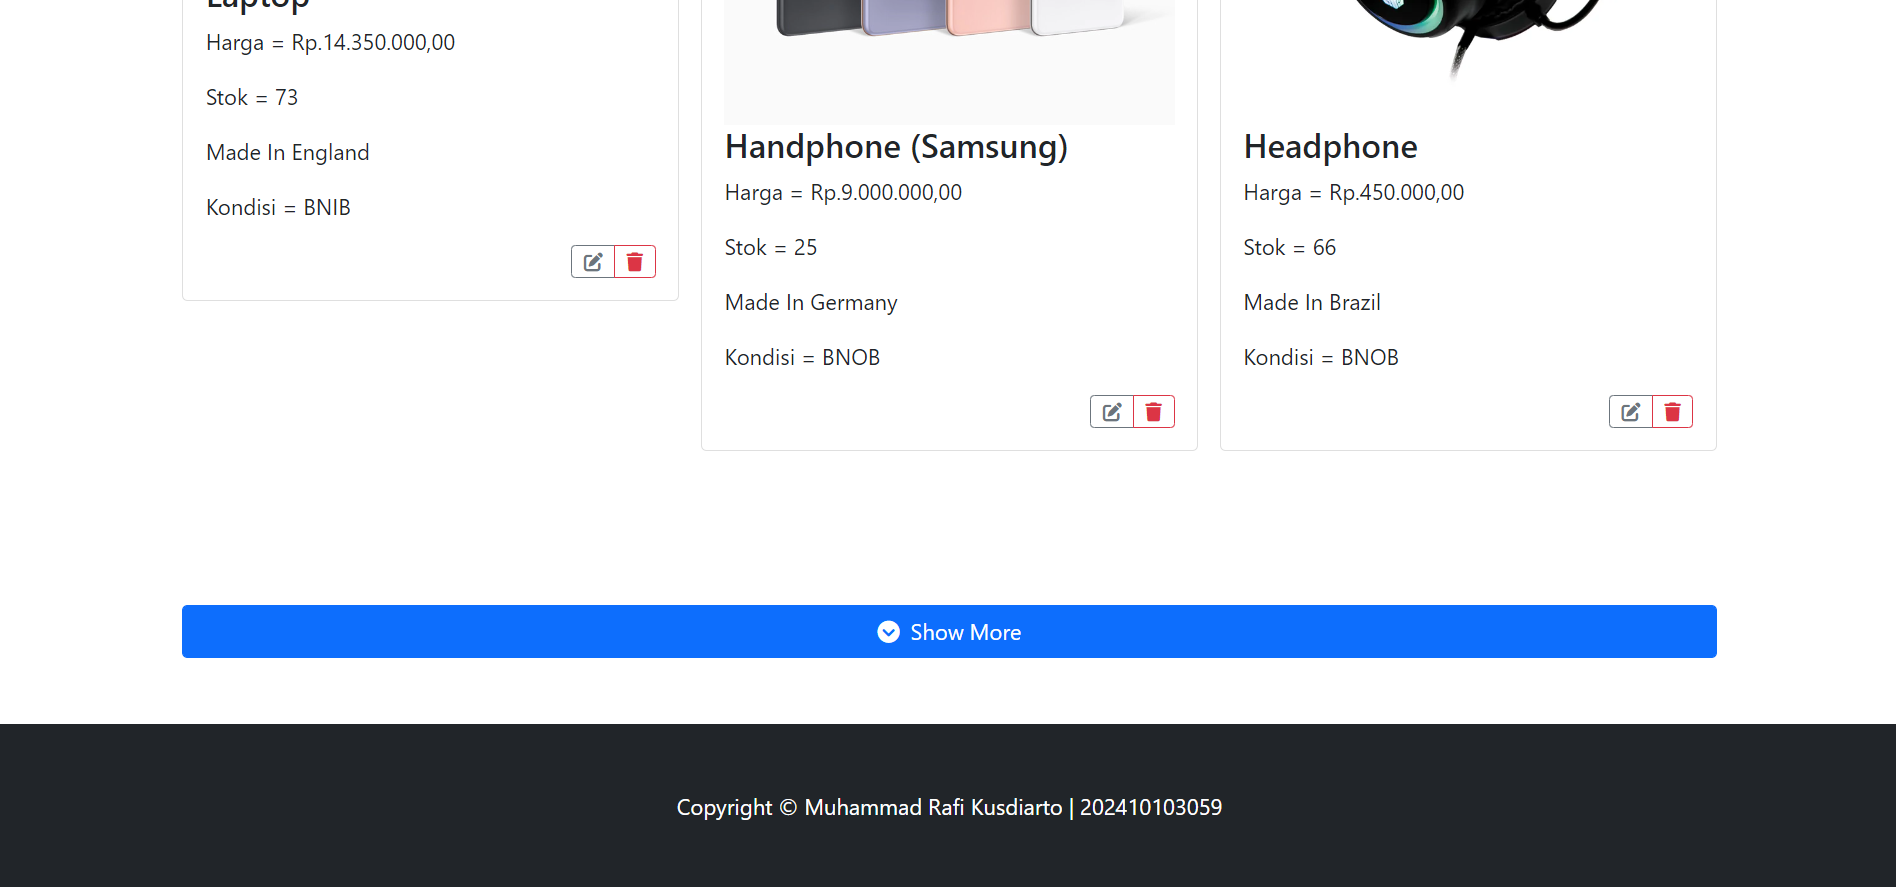 Laptop
Harga = Rp.14.350.000,00
Stok = 73
Made In England
Kondisi = BNIB
Handphone (Samsung)
Harga = Rp.9.000.000,00
Stok = 25
Made In Germany
Kondisi = BNOB
Headphone
Harga = Rp.450.000,00
Stok = 66
Made In Brazil
Kondisi = BNOB
Show More
Copyright © Muhammad Rafi Kusdiarto | 202410103059